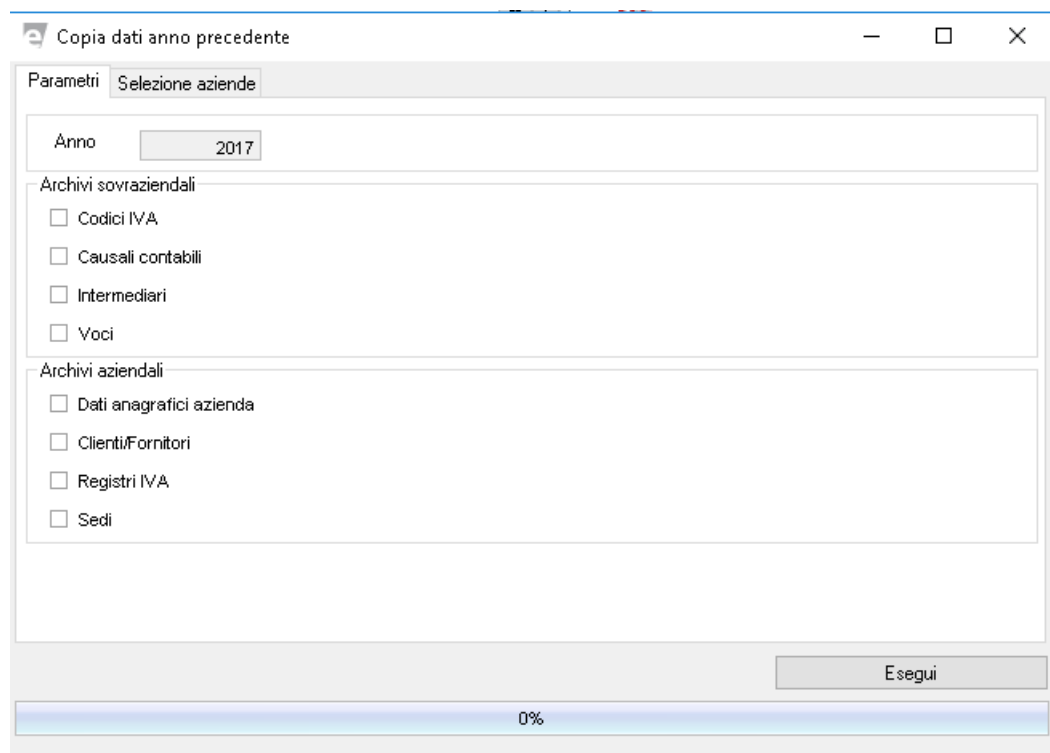 Copia dati anno precedente
Parametri Selezione aziende
Anno 2017
Archivi sovraziendali
Codici IVA
Causali contabili
Intermediari
Voci
Archivi aziendali
Dati anagrafici azienda
Clienti/Fornitori
Registri IVA
Sedi
Esegui
0%